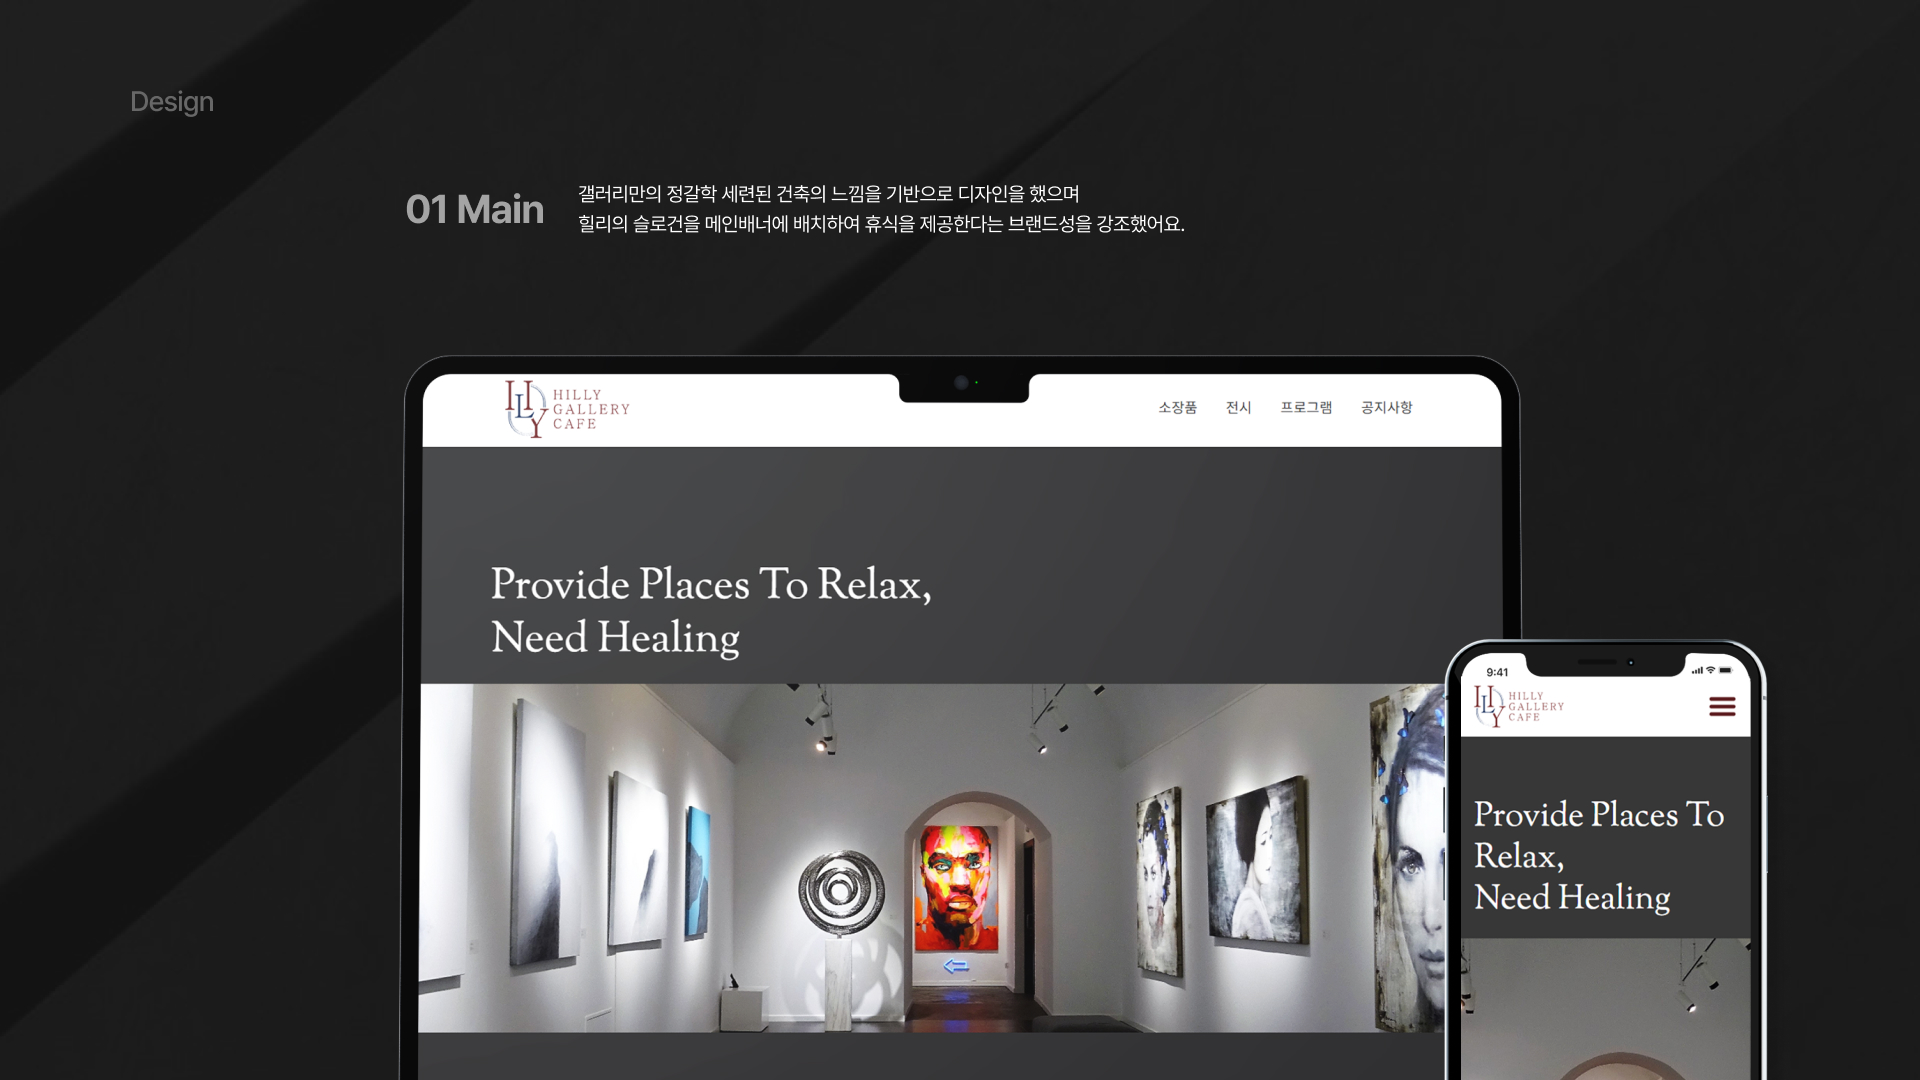 Design
01 Main
갤러리만의 정갈학 세련된 건축의 느낌을 기반으로 디자인을 했으며
힐리의 슬로건을 메인배너에 배치하여 휴식을 제공한다는 브랜드성을 강조했어요.
HLLY
HILLY
GALLERY
CAFE
소장품 전시 프로그램 공지사항
Provide Places To Relax,
Need Healing
9:41
HLLY
HILLY
GALLERY
CAFE
Provide Places To
Relax,
Need Healing